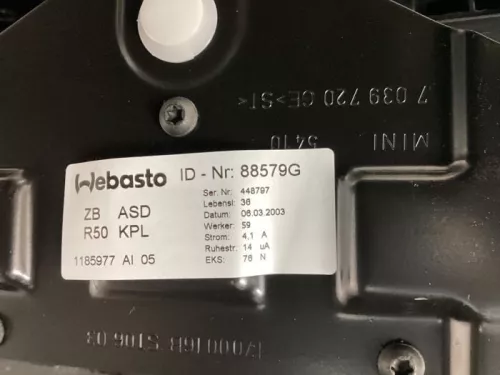 7 039 720 CE>ST<
MINI 5410
Webasto ID - Nr: 88579G
Ser. Nr: 448797
Lebensl: 36
ZB ASD
Datum: 06.03.2003
R50 KPL
Werker: 59
Strom: 4,1 A
Ruhestr: 14 uA
1185977 AI 05
EKS: 76 N